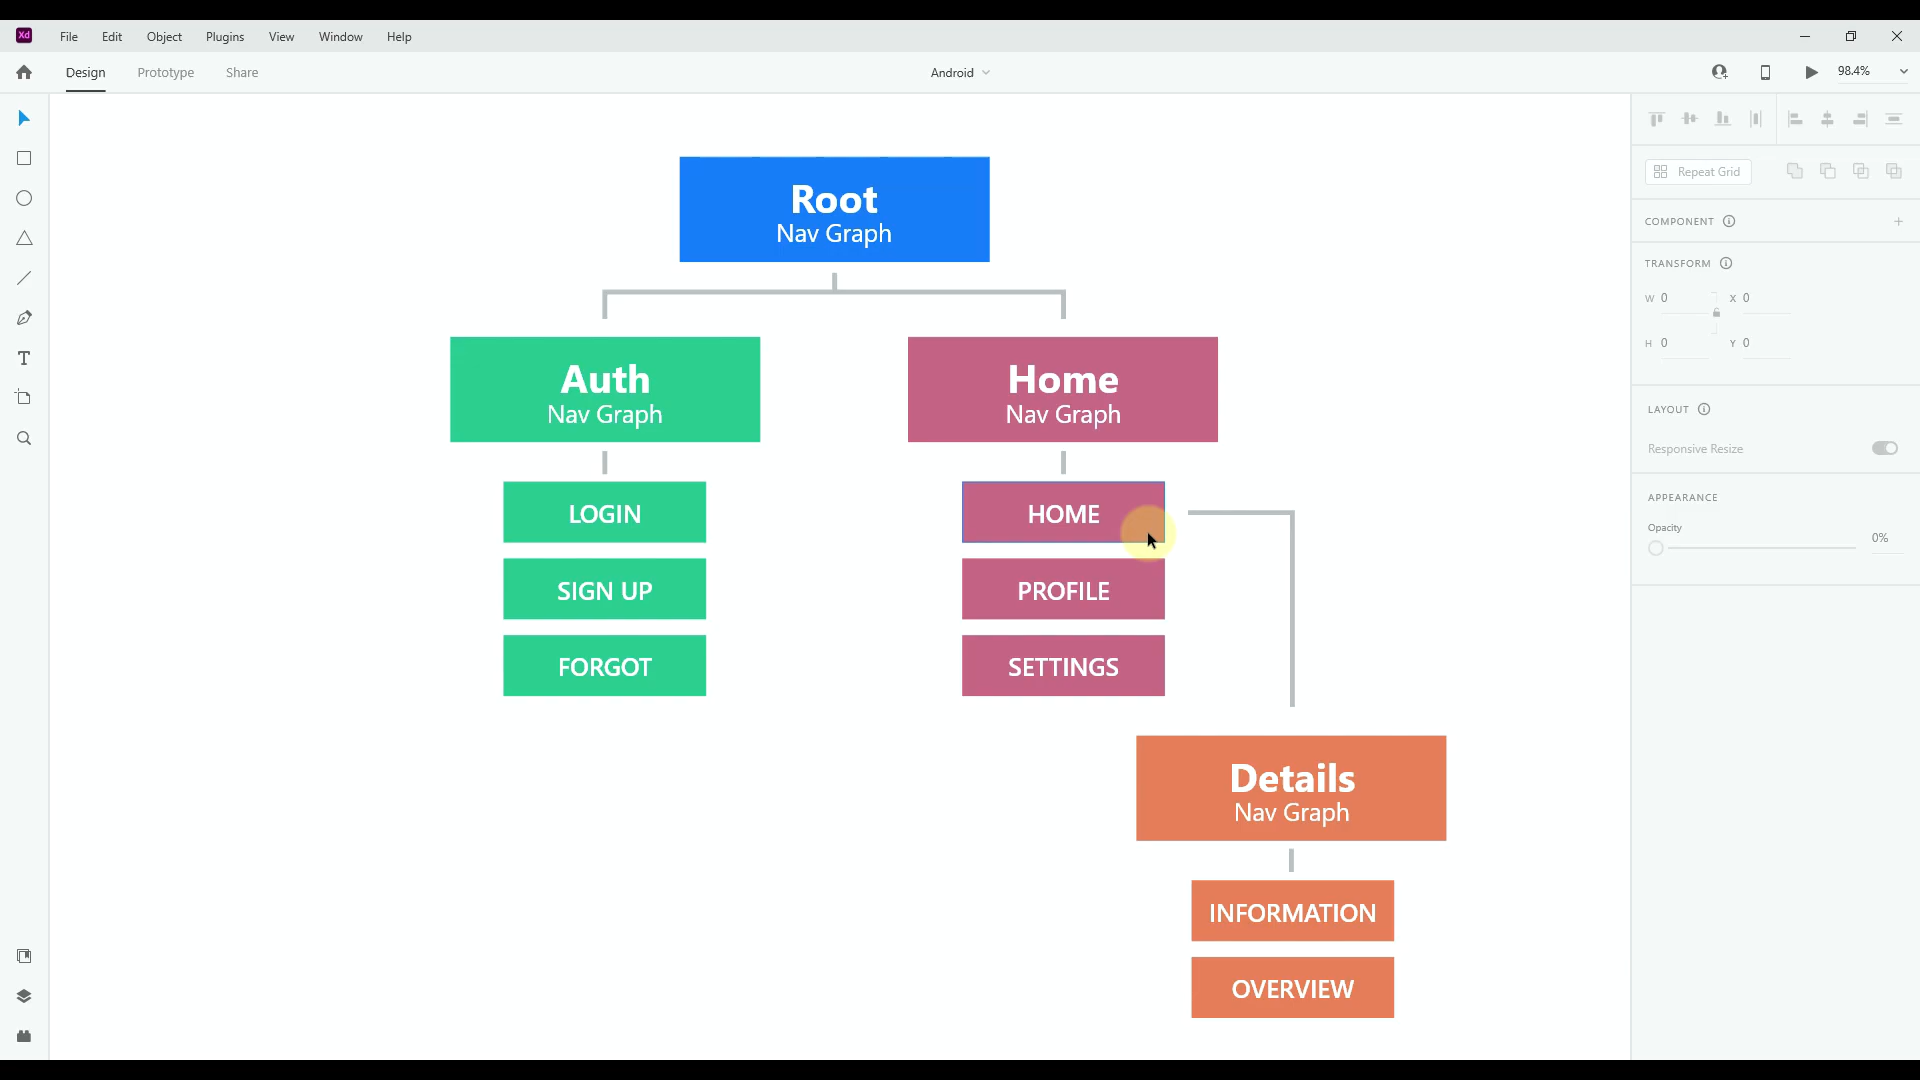 Xd File Edit Object Plugins View Window Help
Design Prototype Share Android 98.4%
Root
Nav Graph
Auth
Nav Graph
LOGIN
SIGN UP
FORGOT
Home
Nav Graph
HOME
PROFILE
SETTINGS
Details
Nav Graph
INFORMATION
OVERVIEW
Repeat Grid
COMPONENT
TRANSFORM
W 0 X 0
H 0 Y 0
LAYOUT
Responsive Resize
APPEARANCE
Opacity
0%